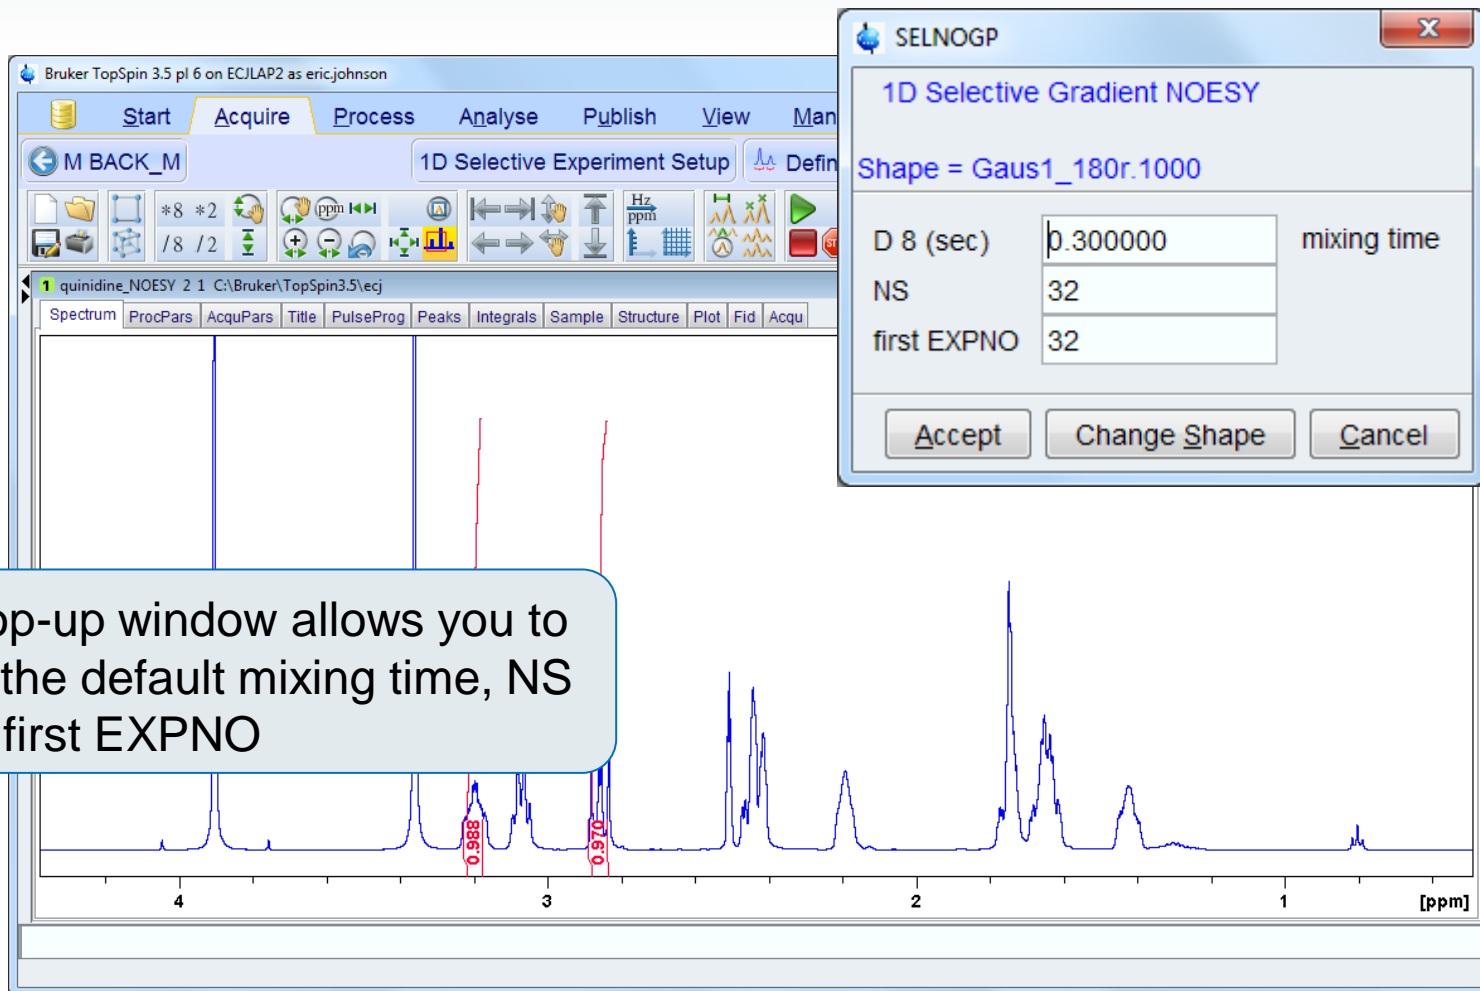 SELNOGP
1D Selective Gradient NOESY
Shape = Gaus1_180r.1000
D 8 (sec) 0.300000 mixing time
NS 32
first EXPNO 32
Accept Change Shape Cancel
Bruker TopSpin 3.5 pl 6 on ECJLAP2 as eric.johnson
Start Acquire Process Analyse Publish View Man
M BACK_M 1D Selective Experiment Setup Defin
*8 *2 ppm Hz ppm
/8 /2
1 quinidine_NOESY 2 1 C:\Bruker\TopSpin3.5\ecj
Spectrum ProcPars AcquPars Title PulseProg Peaks Integrals Sample Structure Plot Fid Acqu
op-up window allows you to
the default mixing time, NS
first EXPNO
0.988 0.970
4 3 2 1 [ppm]